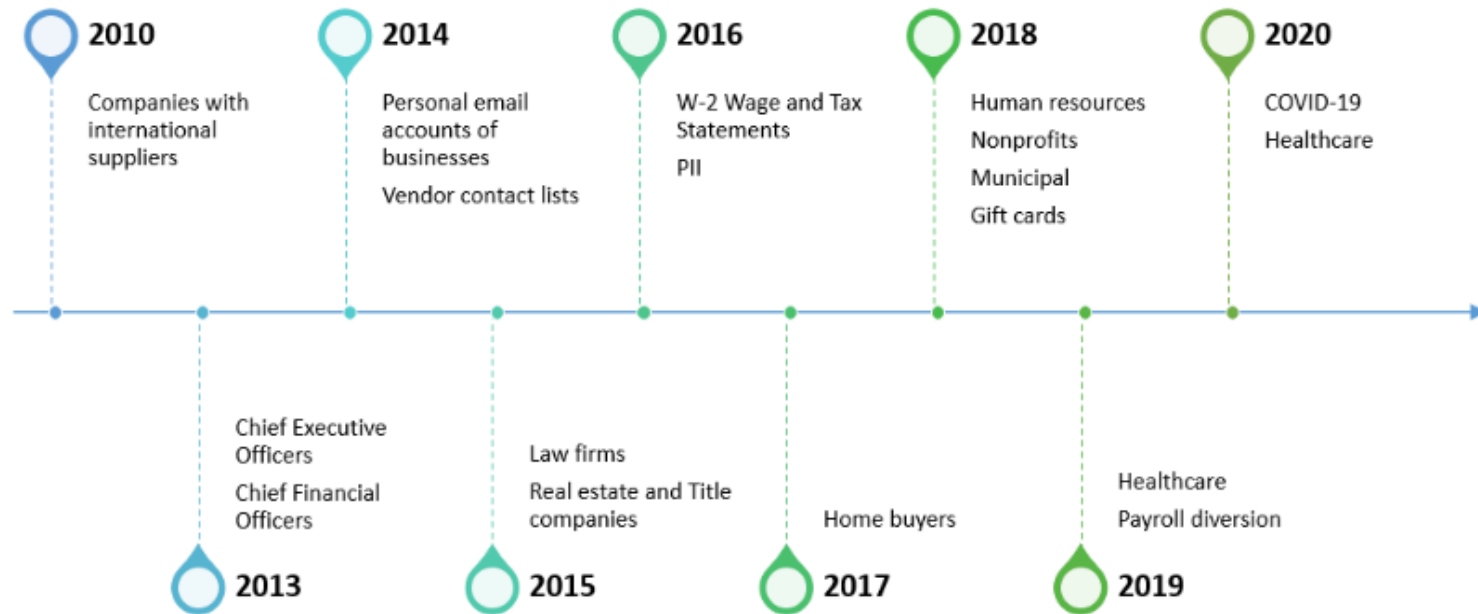 2010
Companies with
international
suppliers
2014
Personal email
accounts of
businesses
Vendor contact lists
2016
W-2 Wage and Tax
Statements
PII
2018
Human resources
Nonprofits
Municipal
Gift cards
2020
COVID-19
Healthcare
Chief Executive
Officers
Chief Financial
Officers
2013
Law firms
Real estate and Title
companies
2015
Home buyers
2017
Healthcare
Payroll diversion
2019